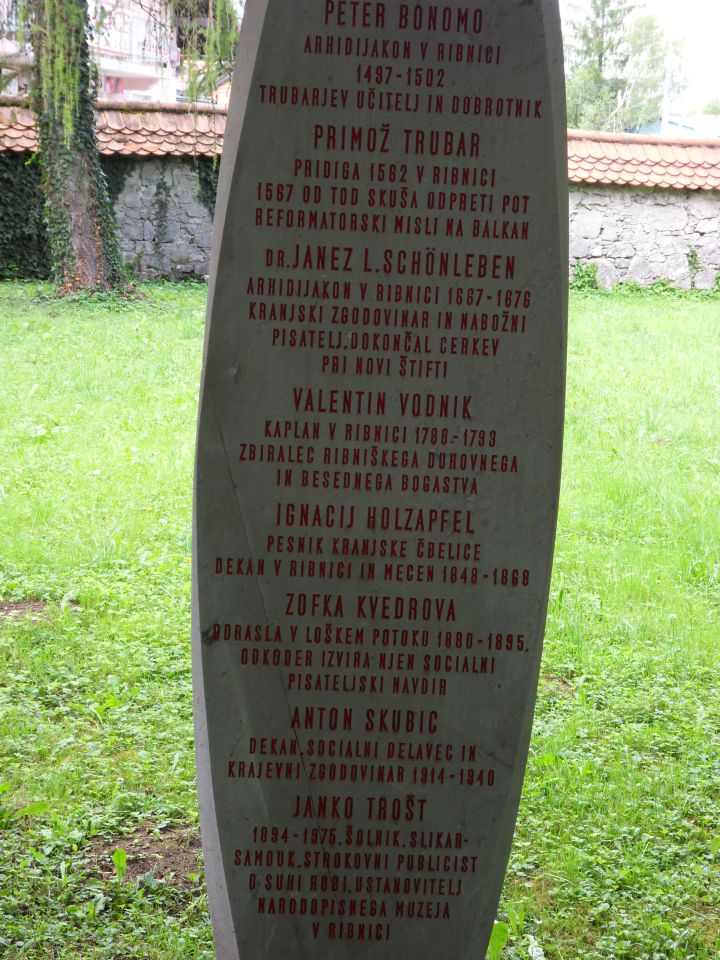 PETER BONOMO
ARHIDIJAKON V RIBNICI
1497-1502
TRUBARJEV UČITELJ IN DOBROTNIK
PRIMOŽ TRUBAR
PRIDIGA 1562 V RIBNICI
1567 OD TOD SKUŠA ODPRETI POT
REFORMATORSKI MISLI NA BALKAN
DR.JANEZ L.SCHÖNLEBEN
ARHIDIJAKON V RIBNICI 1667-1676
KRANJSKI ZGODOVINAR IN NABOŽNI
PISATELJ.DOKONČAL CERKEV
PRI NOVI ŠTIFTI
VALENTIN VODNIK
KAPLAN V RIBNICI 1788-1793
ZBIRALEC RIBNIŠKEGA DUHOVNEGA
IN BESEDNEGA BOGASTVA
IGNACIJ HOLZAPFEL
PESNIK KRANJSKE ČBELICE
DEKAN V RIBNICI IN MECEN 1848-1868
ZOFKA KVEDROVA
ODRASLA V LOŠKEM POTOKU 1880-1895.
ODKODER IZVIRA NJEN SOCIALNI
PISATELJSKI NAVDIH
ANTON SKUBIC
DEKAN.SOCIALNI DELAVEC IN
KRAJEVNI ZGODOVINAR 1914-1940
JANKO TROŠT
1894-1975.ŠOLNIK.SLIKAR-
SAMOUK.STROKOVNI PUBLICIST
O SUHI ROBI.USTANOVITELJ
NARODOPISNEGA MUZEJA
V RIBNICI